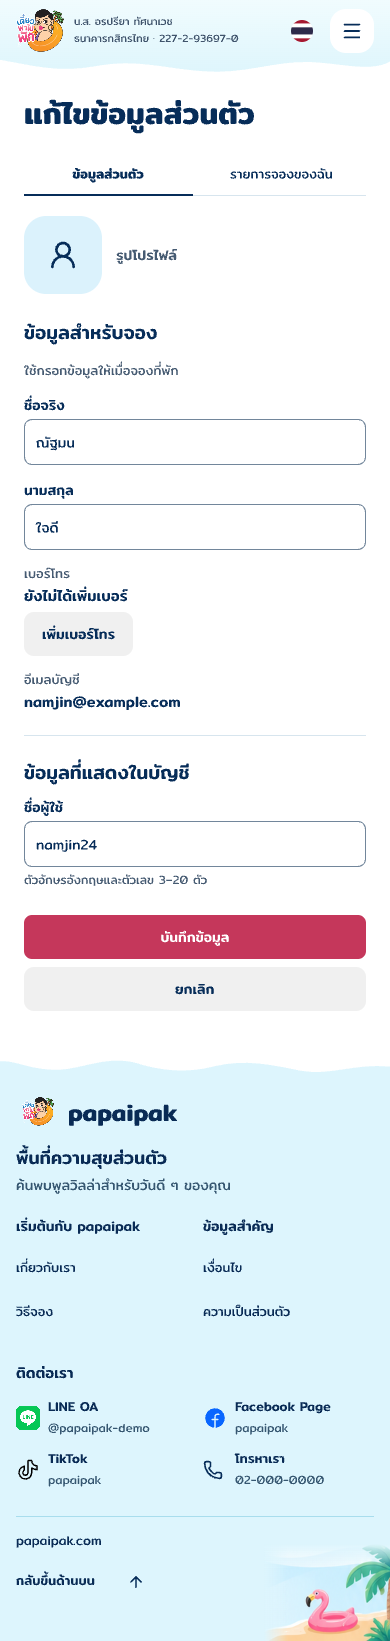 เที่ยว
พาม
พัก
น.ส. อรปรียา ทัศนาเวช
ธนาคารกสิกรไทย · 227-2-93697-0
แก้ไขข้อมูลส่วนตัว
ข้อมูลส่วนตัว
รายการจองของฉัน
รูปโปรไฟล์
ข้อมูลสำหรับจอง
ใช้กรอกข้อมูลให้เมื่อจองที่พัก
ชื่อจริง
ณัฐมน
นามสกุล
ใจดี
เบอร์โทร
ยังไม่ได้เพิ่มเบอร์
เพิ่มเบอร์โทร
อีเมลบัญชี
namjin@example.com
ข้อมูลที่แสดงในบัญชี
ชื่อผู้ใช้
namjin24
ตัวอักษรอังกฤษและตัวเลข 3–20 ตัว
บันทึกข้อมูล
ยกเลิก
papaipak
พื้นที่ความสุขส่วนตัว
ค้นพบพูลวิลล่าสำหรับวันดี ๆ ของคุณ
เริ่มต้นกับ papaipak
ข้อมูลสำคัญ
เกี่ยวกับเรา
เงื่อนไข
วิธีจอง
ความเป็นส่วนตัว
ติดต่อเรา
LINE OA
@papaipak-demo
Facebook Page
papaipak
TikTok
papaipak
โทรหาเรา
02-000-0000
papaipak.com
กลับขึ้นด้านบน